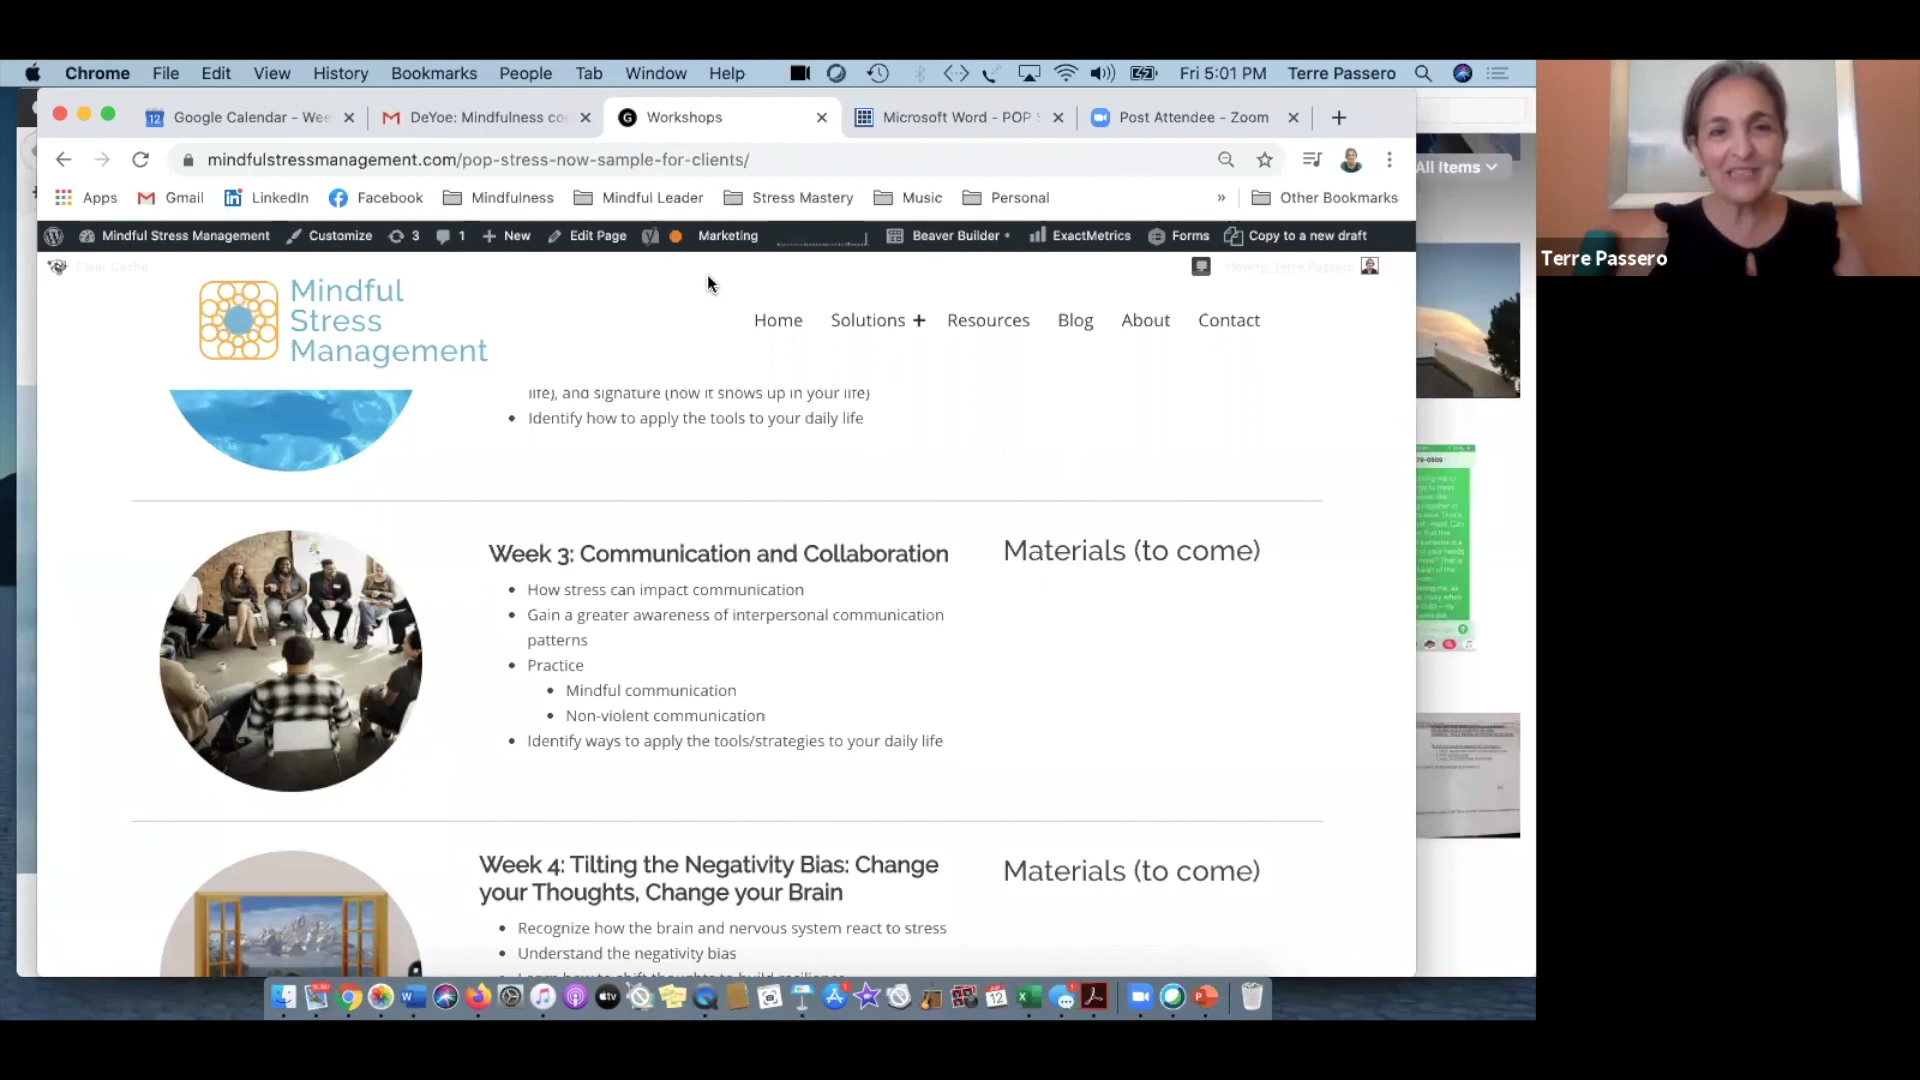 Chrome File Edit View History Bookmarks People Tab Window Help Fri 5:01 PM Terre Passero
Google Calendar - Wee
DeYoe: Mindfulness co
Workshops
Microsoft Word - POP
Post Attendee - Zoom
mindfulstressmanagement.com/pop-stress-now-sample-for-clients/
All Items
Apps Gmail LinkedIn Facebook Mindfulness Mindful Leader Stress Mastery Music Personal » Other Bookmarks
Mindful Stress Management Customize 3 1 New Edit Page Marketing Beaver Builder ExactMetrics Forms Copy to a new draft
Clear Cache
Howdy, Terre Passero
Terre Passero
Mindful
Stress
Management
Home Solutions + Resources Blog About Contact
life), and signature (how it shows up in your life)
• Identify how to apply the tools to your daily life
Week 3: Communication and Collaboration
Materials (to come)
• How stress can impact communication
• Gain a greater awareness of interpersonal communication
patterns
• Practice
• Mindful communication
• Non-violent communication
• Identify ways to apply the tools/strategies to your daily life
Week 4: Tilting the Negativity Bias: Change
your Thoughts, Change your Brain
Materials (to come)
• Recognize how the brain and nervous system react to stress
• Understand the negativity bias